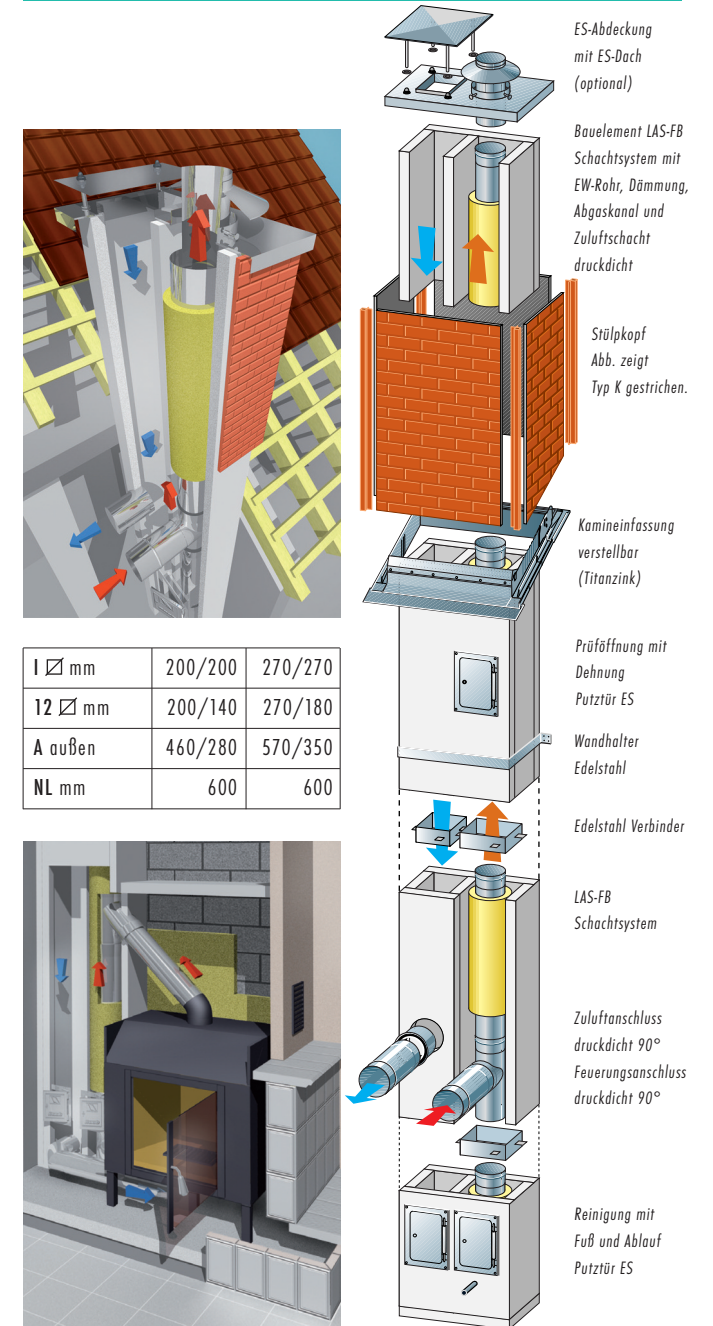 ES-Abdeckung
mit ES-Dach
(optional)
Bauelement LAS-FB
Schachtsystem mit
EW-Rohr, Dämmung,
Abgaskanal und
Zuluftschacht
druckdicht
Stülpkopf
Abb. zeigt
Typ K gestrichen.
Kamineinfassung
verstellbar
(Titanzink)
I ⌀ mm 200/200 270/270
12 ⌀ mm 200/140 270/180
A außen 460/280 570/350
NL mm 600 600
Prüföffnung mit
Dehnung
Putztür ES
Wandhalter
Edelstahl
Edelstahl Verbinder
LAS-FB
Schachtsystem
Zuluftanschluss
druckdicht 90°
Feuerungsanschluss
druckdicht 90°
Reinigung mit
Fuß und Ablauf
Putztür ES